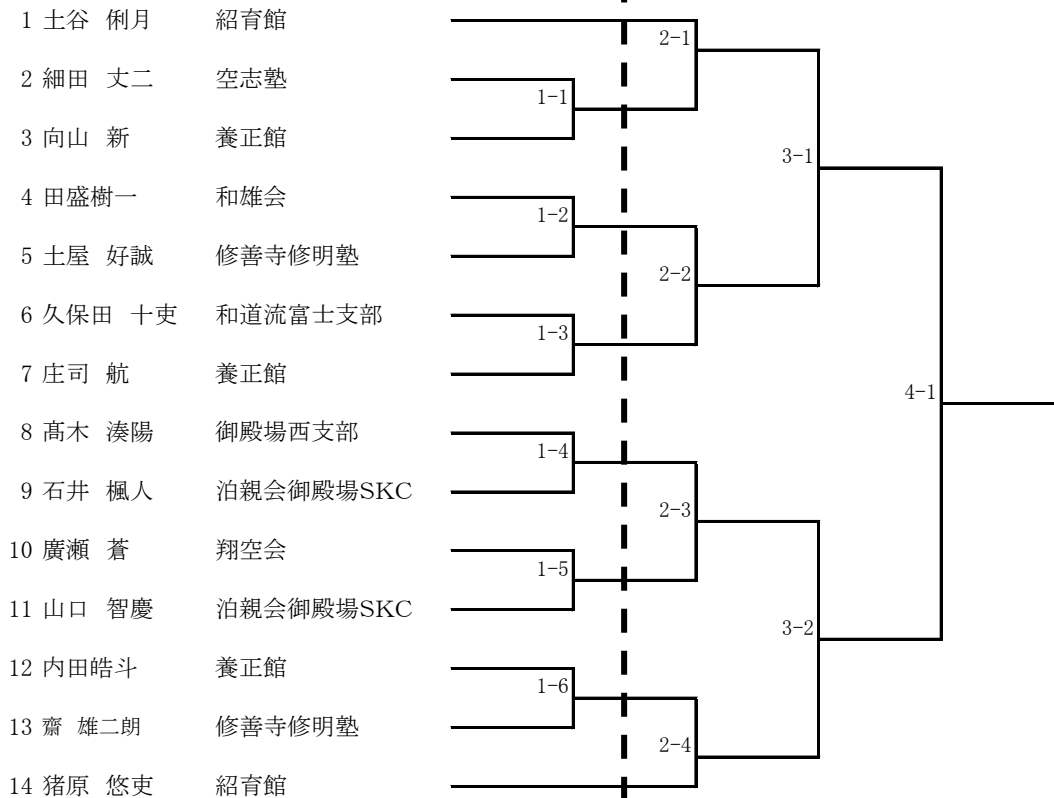 1 土谷 俐月 紹育館
2-1
2 細田 丈二 空志塾
1-1
3 向山 新 養正館
3-1
4 田盛樹一 和雄会
1-2
5 土屋 好誠 修善寺修明塾
2-2
6 久保田 十吏 和道流富士支部
1-3
7 庄司 航 養正館
4-1
8 髙木 湊陽 御殿場西支部
1-4
9 石井 楓人 泊親会御殿場SKC
2-3
10 廣瀬 蒼 翔空会
1-5
11 山口 智慶 泊親会御殿場SKC
3-2
12 内田皓斗 養正館
1-6
13 齋 雄二朗 修善寺修明塾
2-4
14 猪原 悠吏 紹育館